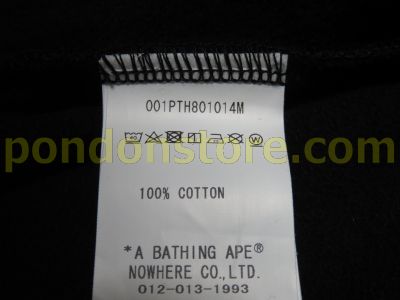 001PTH801014M
pondonstore.com
100% COTTON
*A BATHING APE®
NOWHERE CO.,LTD.
012-013-1993